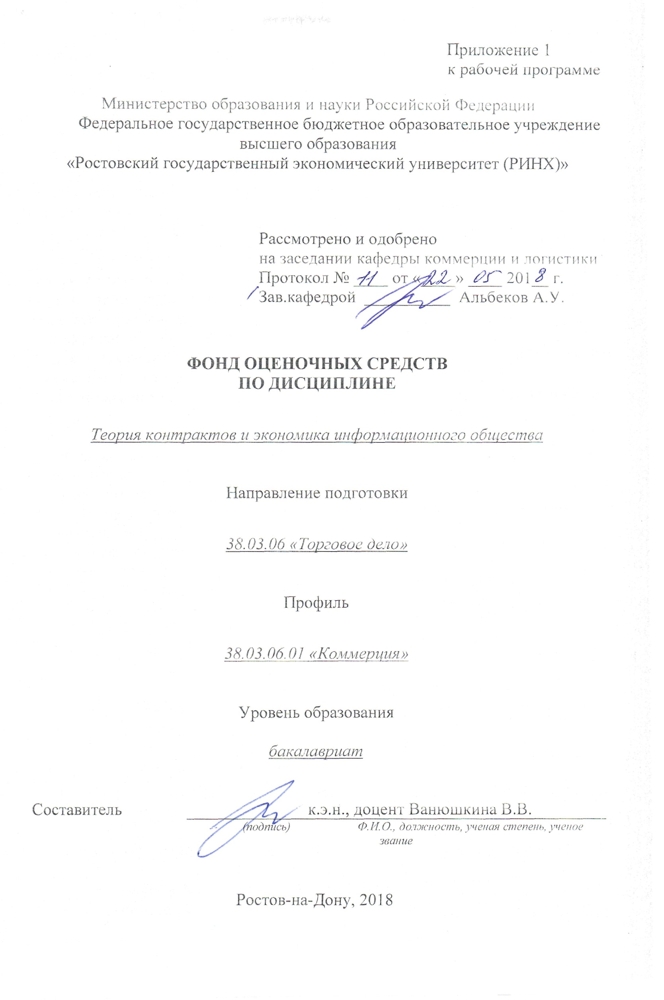 Приложение 1
к рабочей программе
Министерство образования и науки Российской Федерации
Федеральное государственное бюджетное образовательное учреждение
высшего образования
«Ростовский государственный экономический университет (РИНХ)»
Рассмотрено и одобрено
на заседании кафедры коммерции и логистики
Протокол № 11 от «22» 05 2018 г.
Зав.кафедрой Альбеков А.У.
ФОНД ОЦЕНОЧНЫХ СРЕДСТВ
ПО ДИСЦИПЛИНЕ
Теория контрактов и экономика информационного общества
Направление подготовки
38.03.06 «Торговое дело»
Профиль
38.03.06.01 «Коммерция»
Уровень образования
бакалавриат
Составитель к.э.н., доцент Ванюшкина В.В.
(подпись) Ф.И.О., должность, ученая степень, ученое
звание
Ростов-на-Дону, 2018